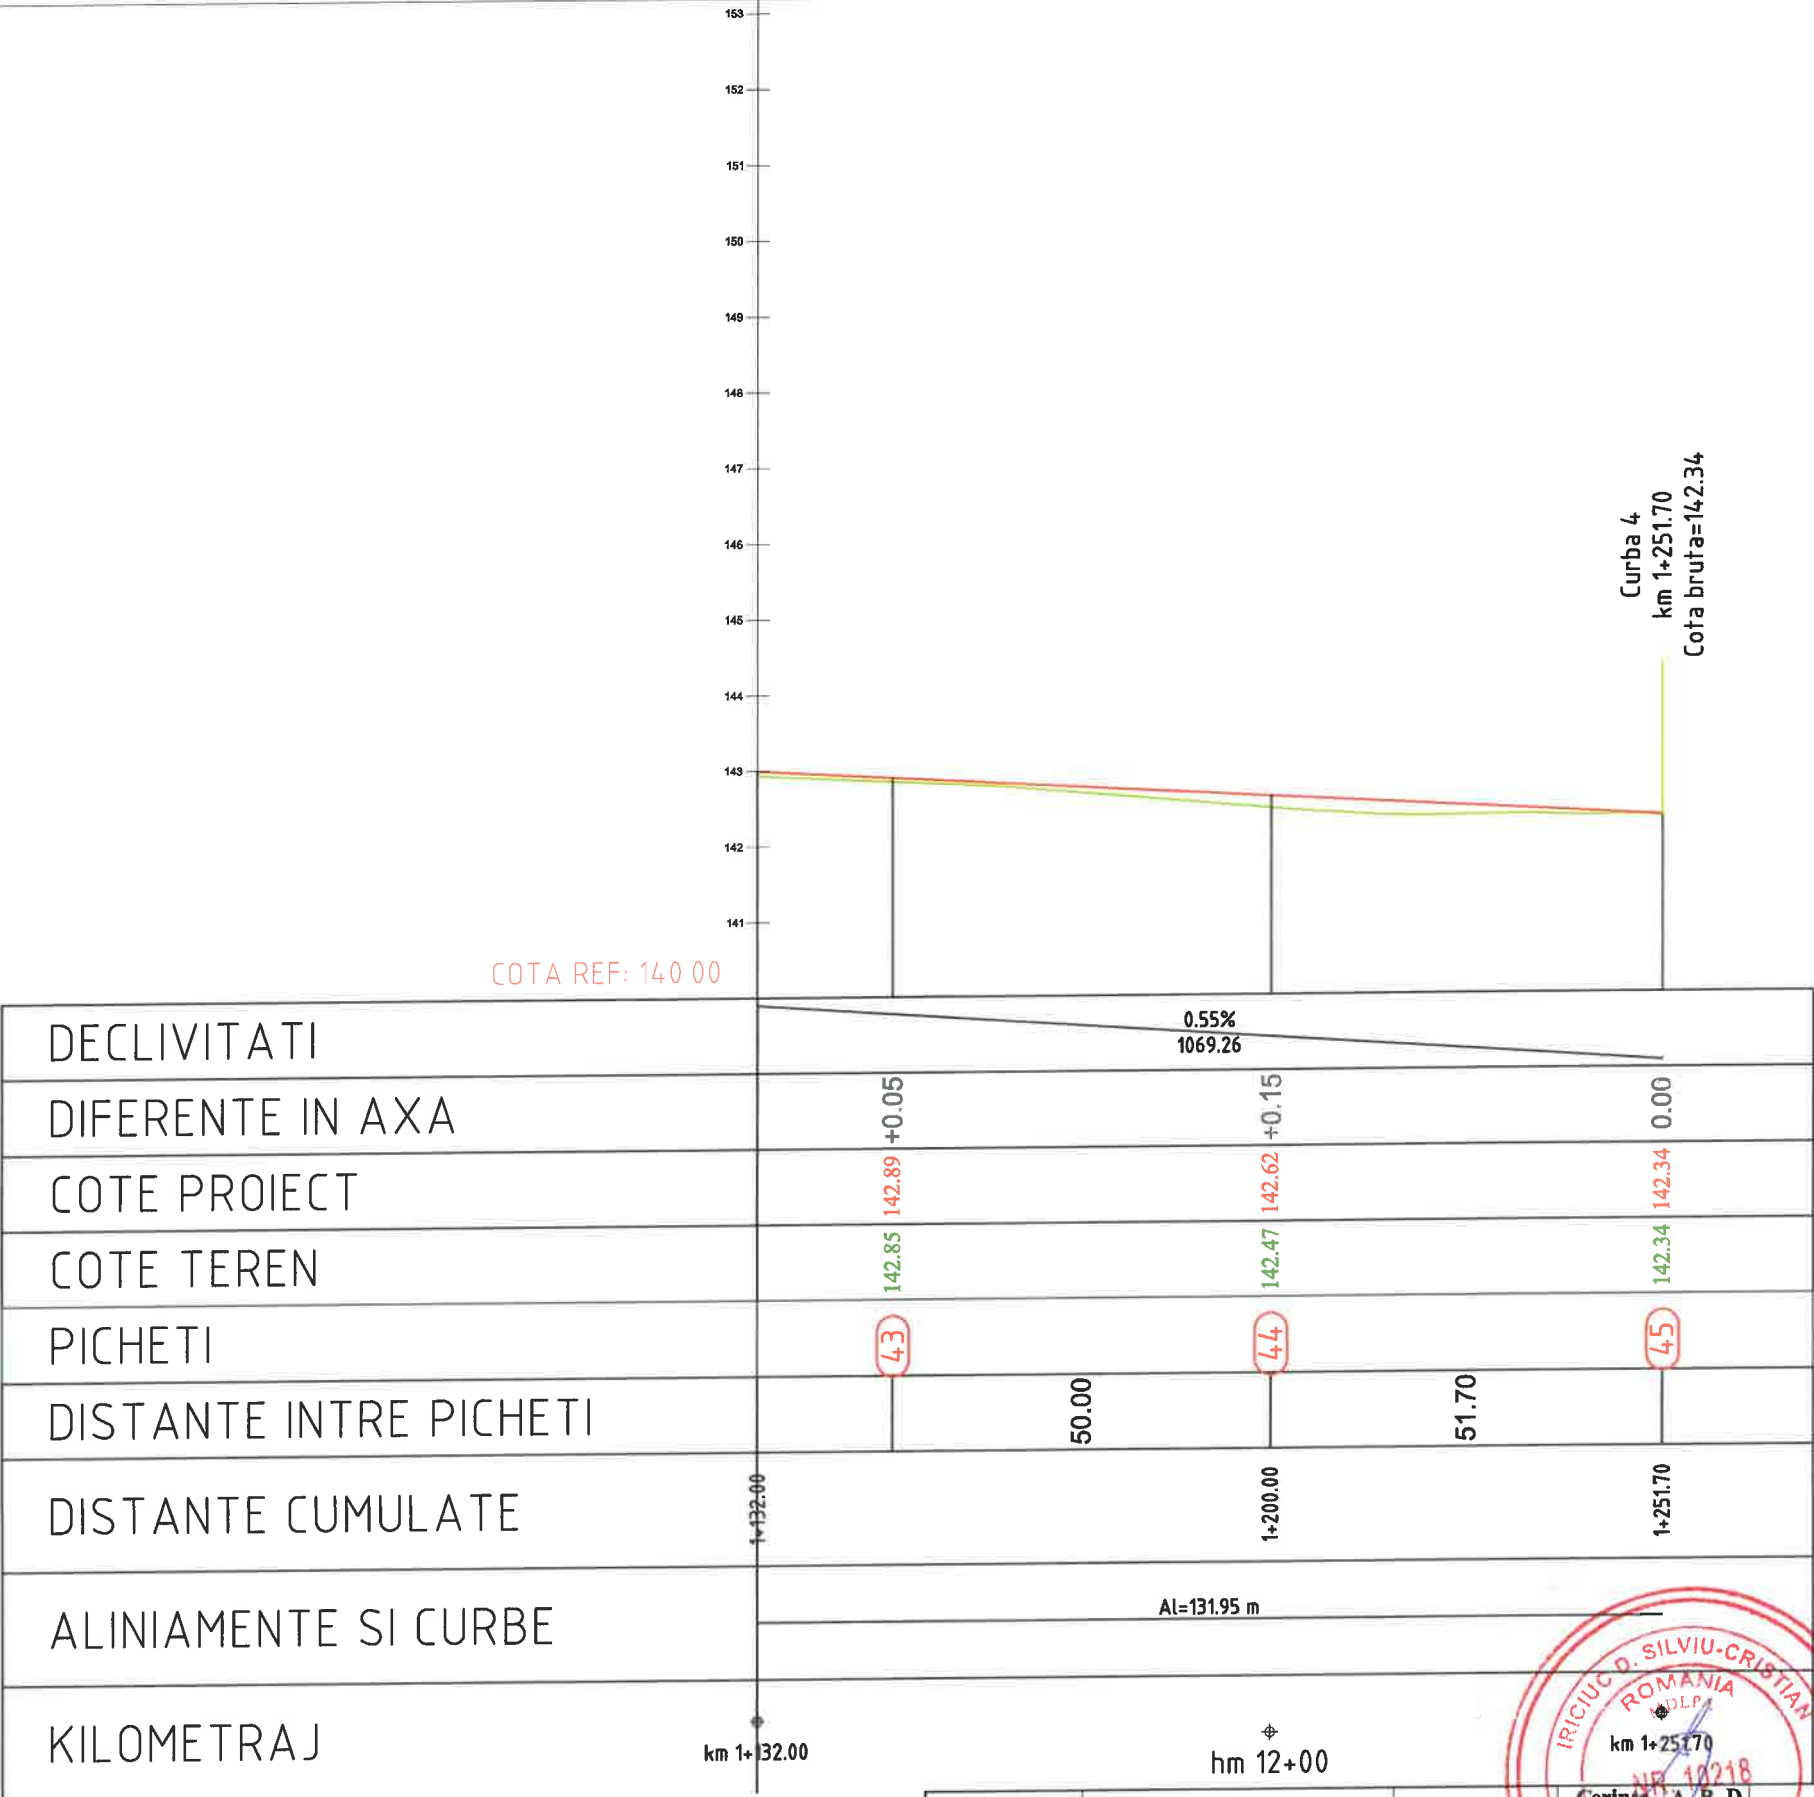 153
152
151
150
149
148
147
146
145
144
143
142
141
Curba 4
km 1+251.70
Cota bruta=142.34
COTA REF: 140 00
DECLIVITATI
0.55%
1069.26
DIFERENTE IN AXA
+0.05
+0.15
0.00
COTE PROIECT
142.89
142.62
142.34
COTE TEREN
142.85
142.47
142.34
PICHETI
43
44
45
DISTANTE INTRE PICHETI
50.00
51.70
DISTANTE CUMULATE
1+132.00
1+200.00
1+251.70
ALINIAMENTE SI CURBE
Al=131.95 m
KILOMETRAJ
km 1+132.00
hm 12+00
km 1+251.70
IRICIUC D. SILVIU-CRISTIAN
ROMANIA
NR. 10218